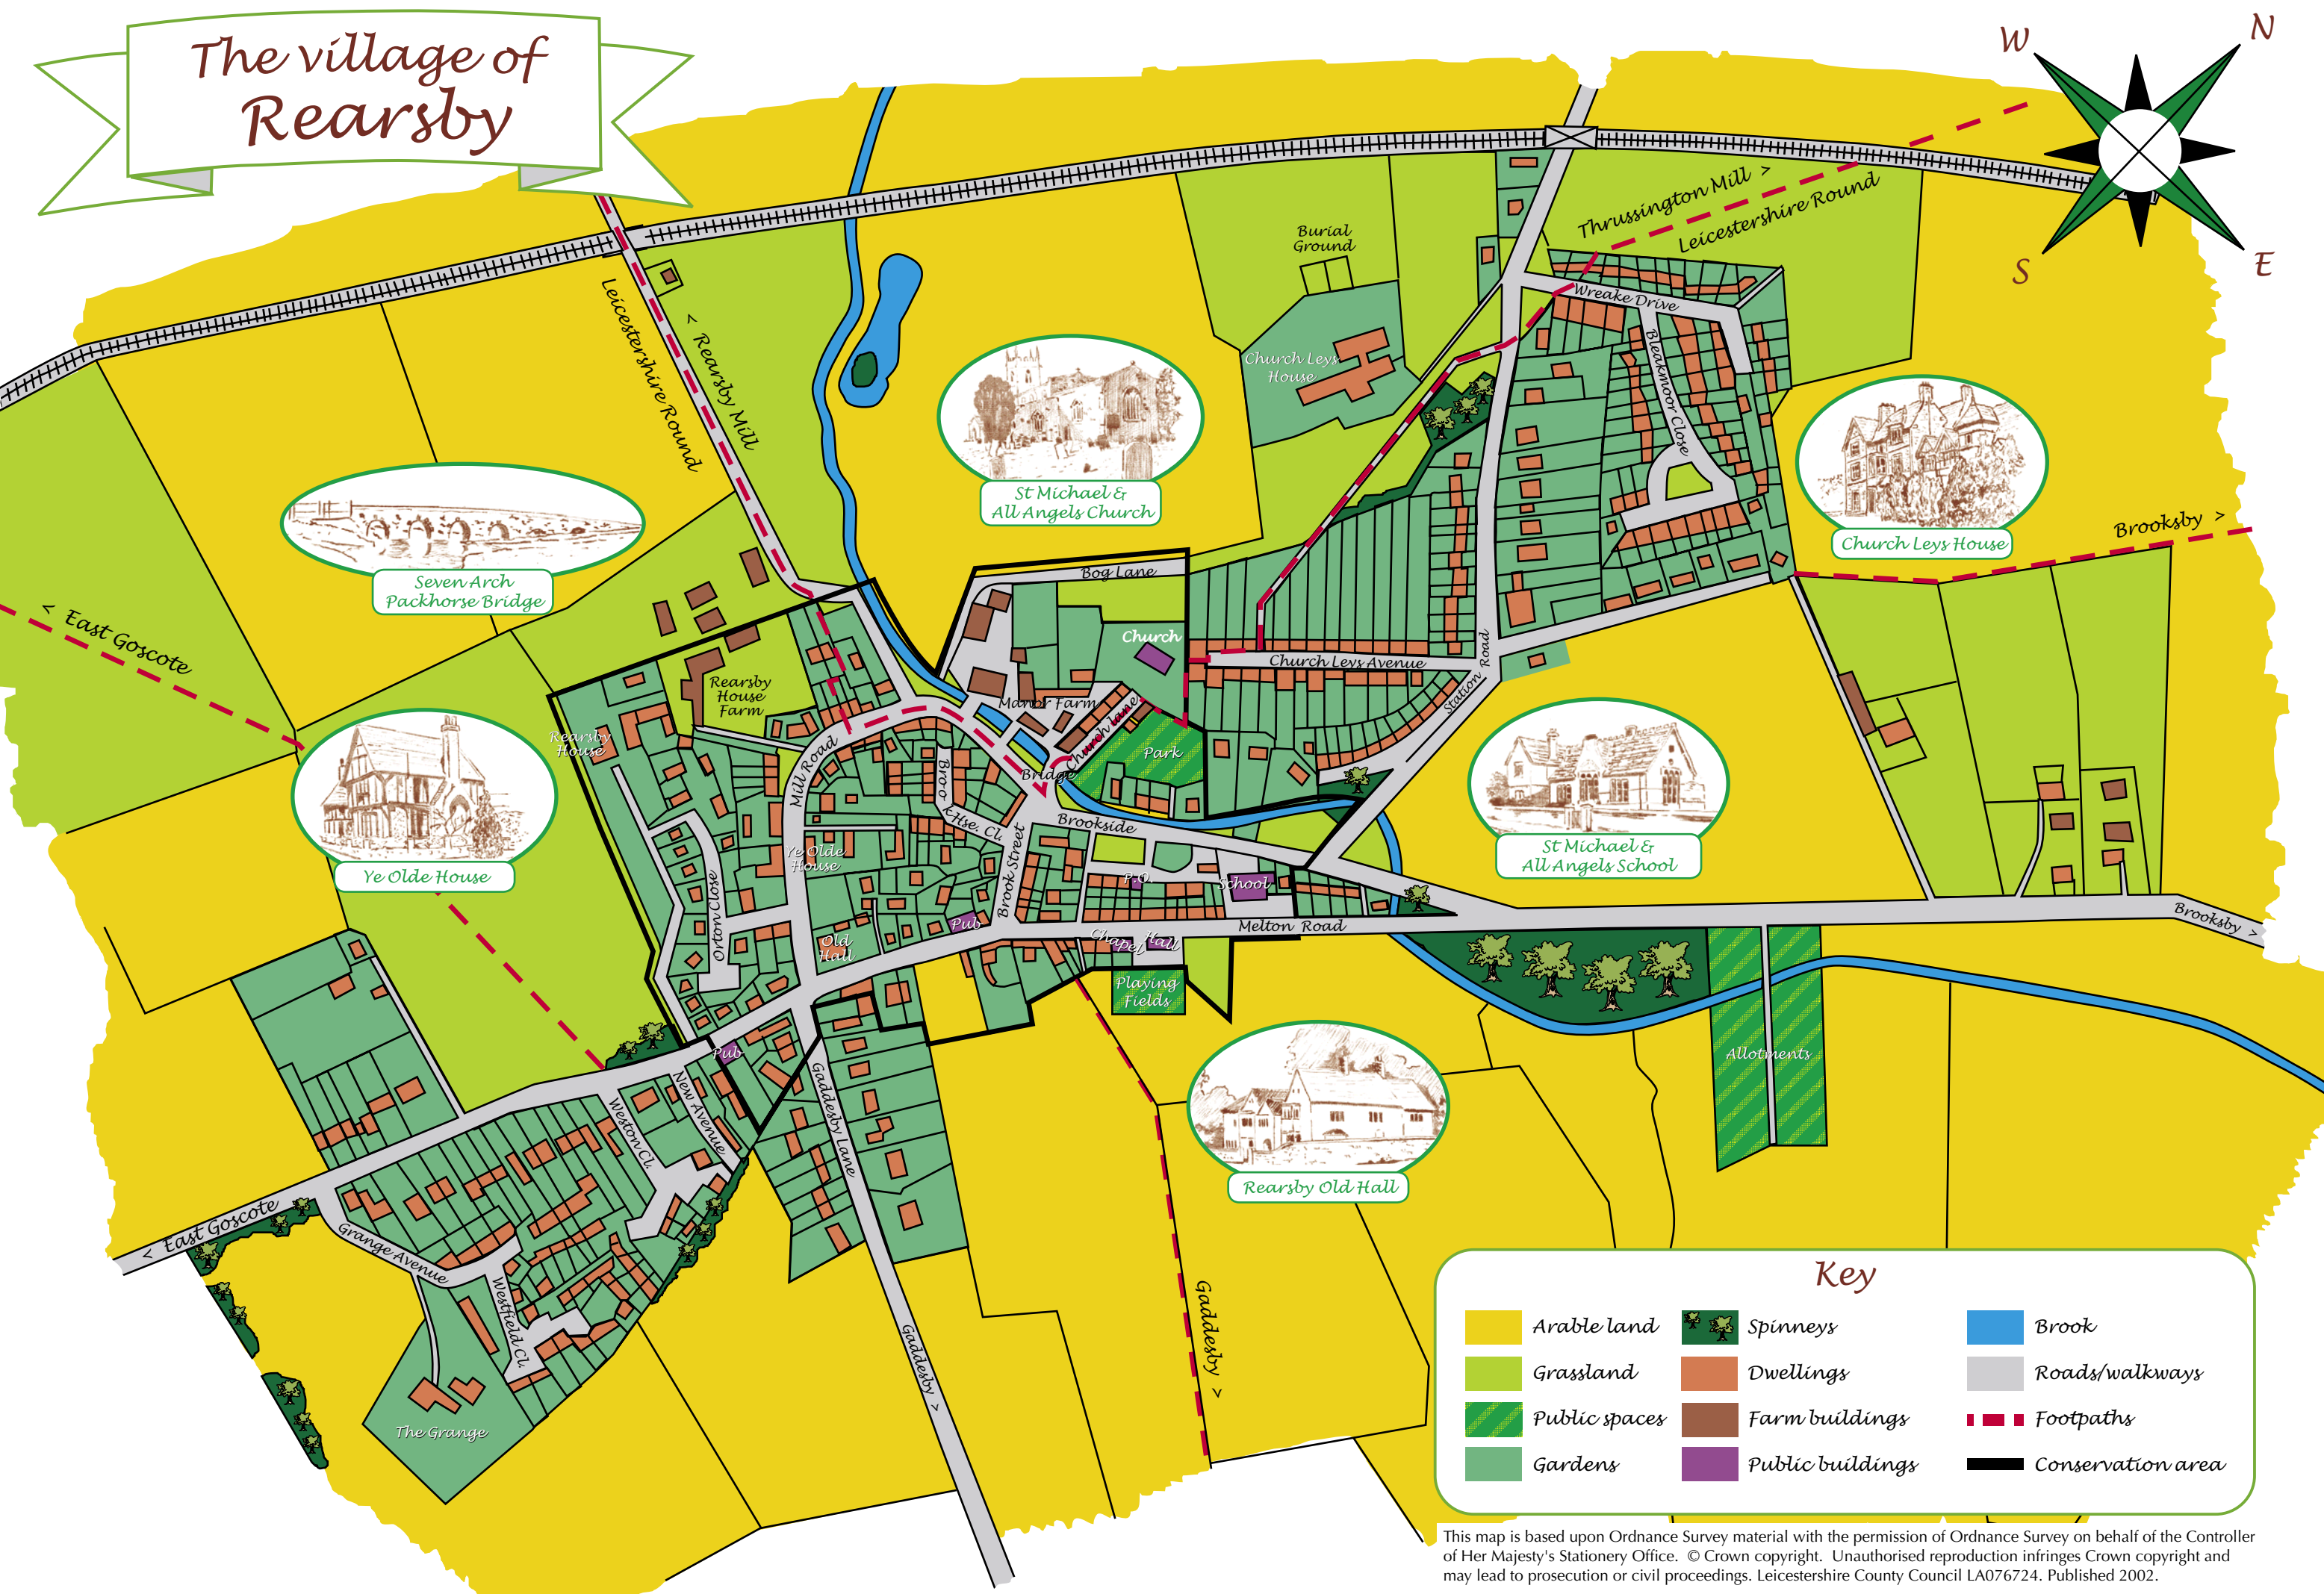 The village of
Rearsby
W
N
S
E
Thrussington Mill >
Leicestershire Round
Burial
Ground
Wreake Drive
Leicestershire Round
< Rearsby Mill
Church Leys
House
Bleakmoor Close
St Michael &
All Angels Church
Church Leys House
Brooksby >
Seven Arch
Packhorse Bridge
< East Goscote
Bog Lane
Church
Church Leys Avenue
Station Road
Rearsby
House
Farm
Manor Farm
Church lane
Rearsby
House
Park
Mill Road
Bridge
Broo-
kHse. Cl.
Brookside
Ye Olde House
Ye Olde
House
St Michael &
All Angels School
P.O.
School
Orton Close
Brook Street
Pub
Melton Road
Brooksby >
Old
Hall
Chapel
Hall
Playing
Fields
Pub
Allotments
New Avenue
Weston Cl.
Gaddesby Lane
Rearsby Old Hall
< East Goscote
Grange Avenue
Westfield Cl.
Gaddesby >
Gaddesby >
The Grange
Key
Arable land
Grassland
Public spaces
Gardens
Spinneys
Dwellings
Farm buildings
Public buildings
Brook
Roads/walkways
Footpaths
Conservation area
This map is based upon Ordnance Survey material with the permission of Ordnance Survey on behalf of the Controller
of Her Majesty's Stationery Office. © Crown copyright. Unauthorised reproduction infringes Crown copyright and
may lead to prosecution or civil proceedings. Leicestershire County Council LA076724. Published 2002.